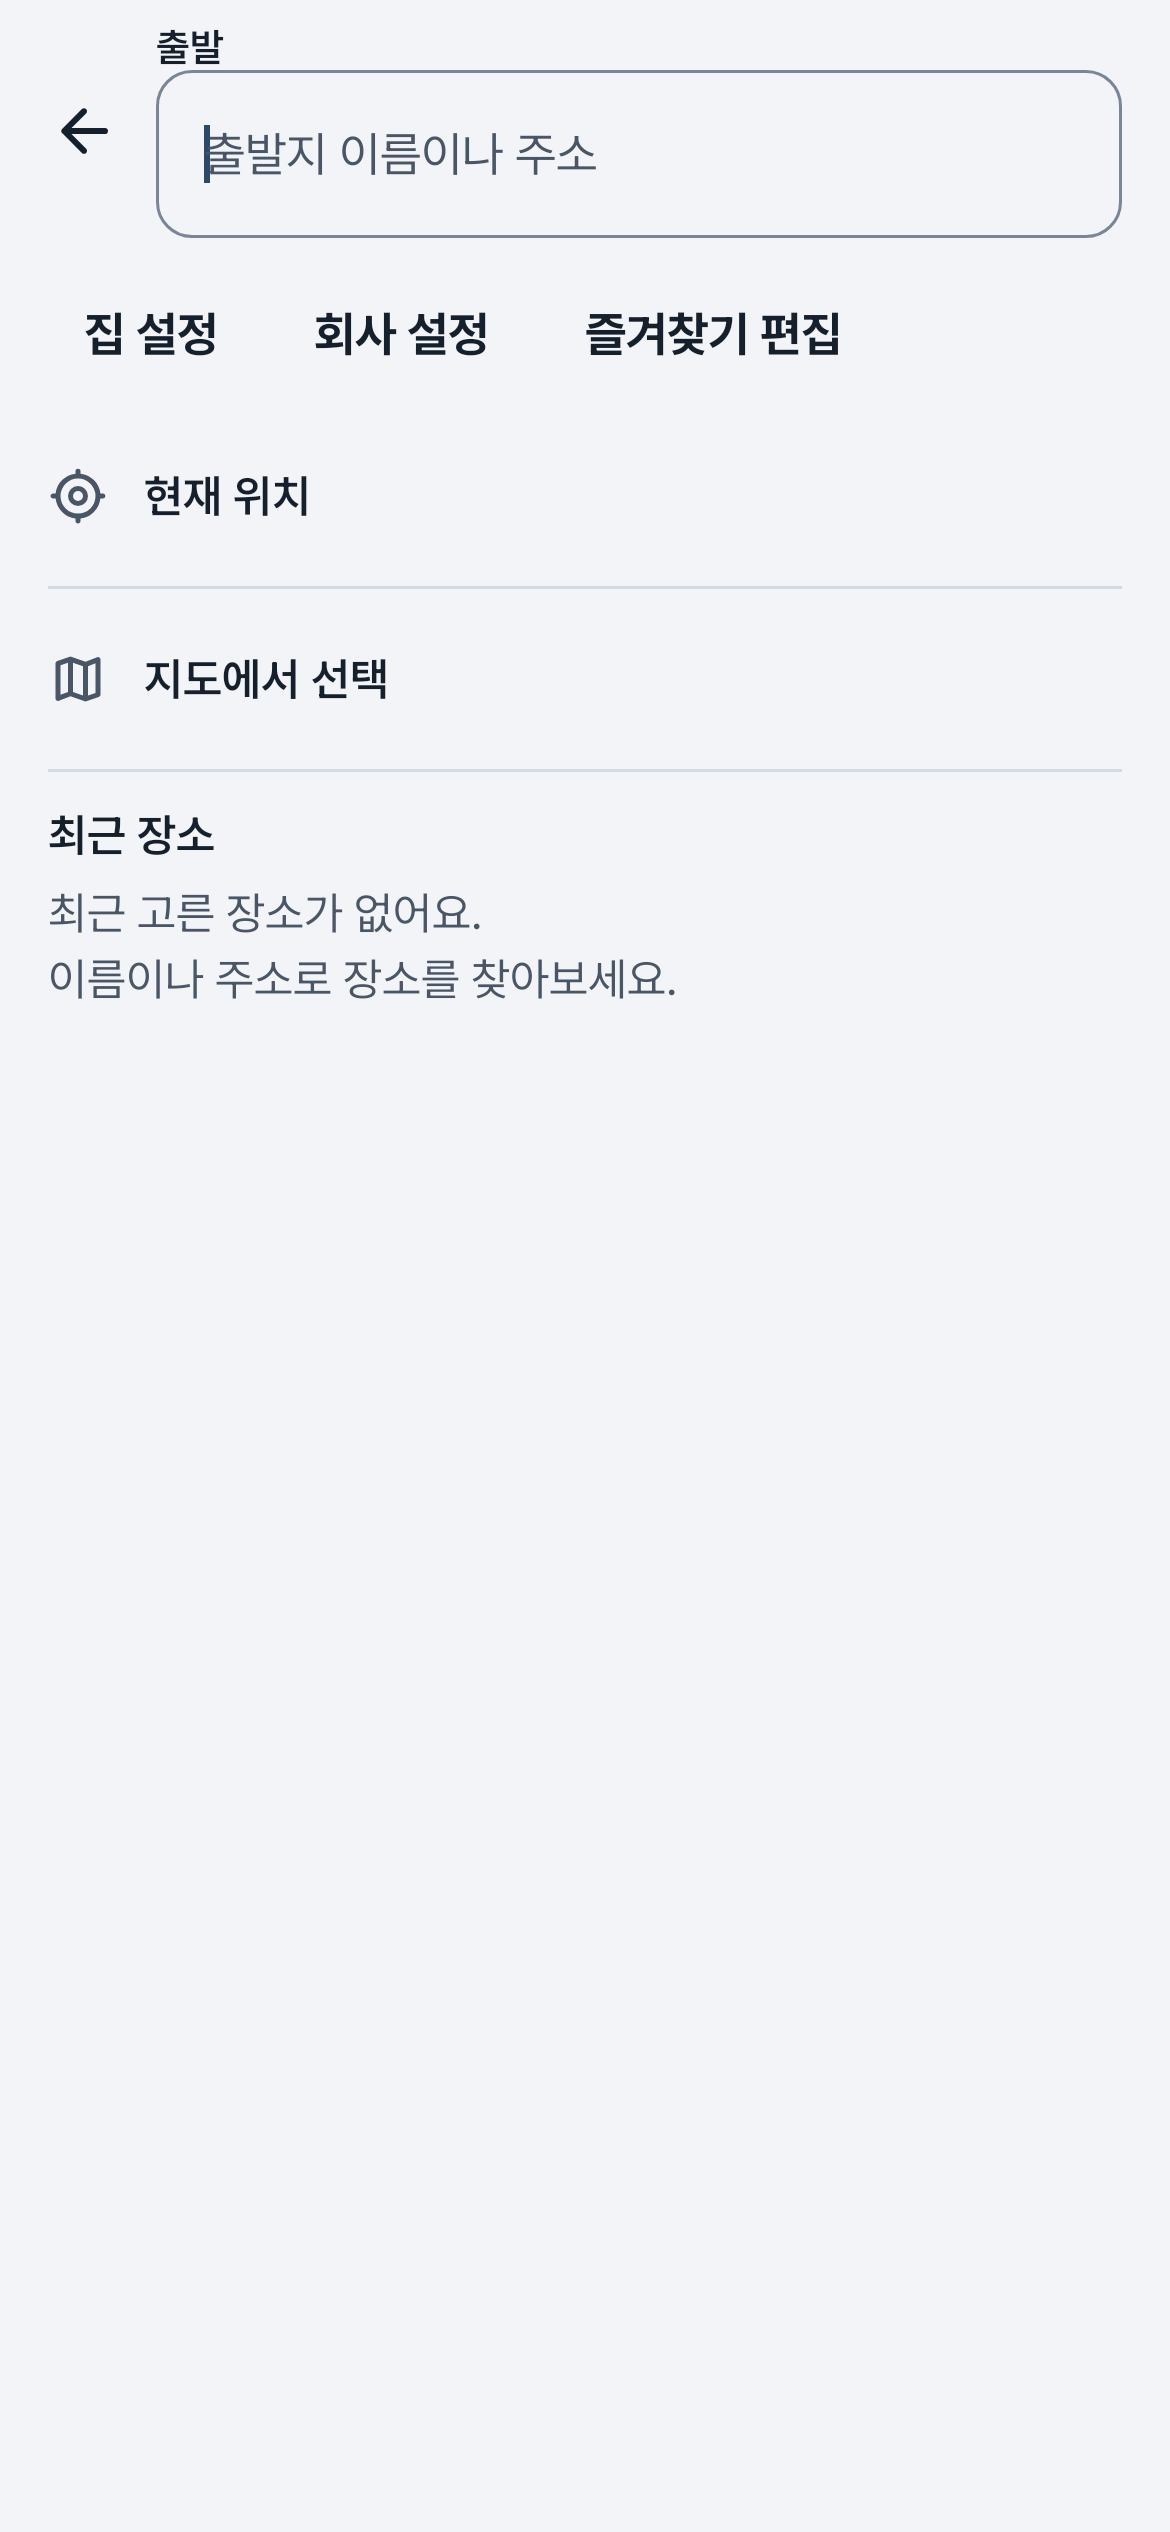 출발
출발지 이름이나 주소
집 설정 회사 설정 즐겨찾기 편집
현재 위치
지도에서 선택
최근 장소
최근 고른 장소가 없어요.
이름이나 주소로 장소를 찾아보세요.